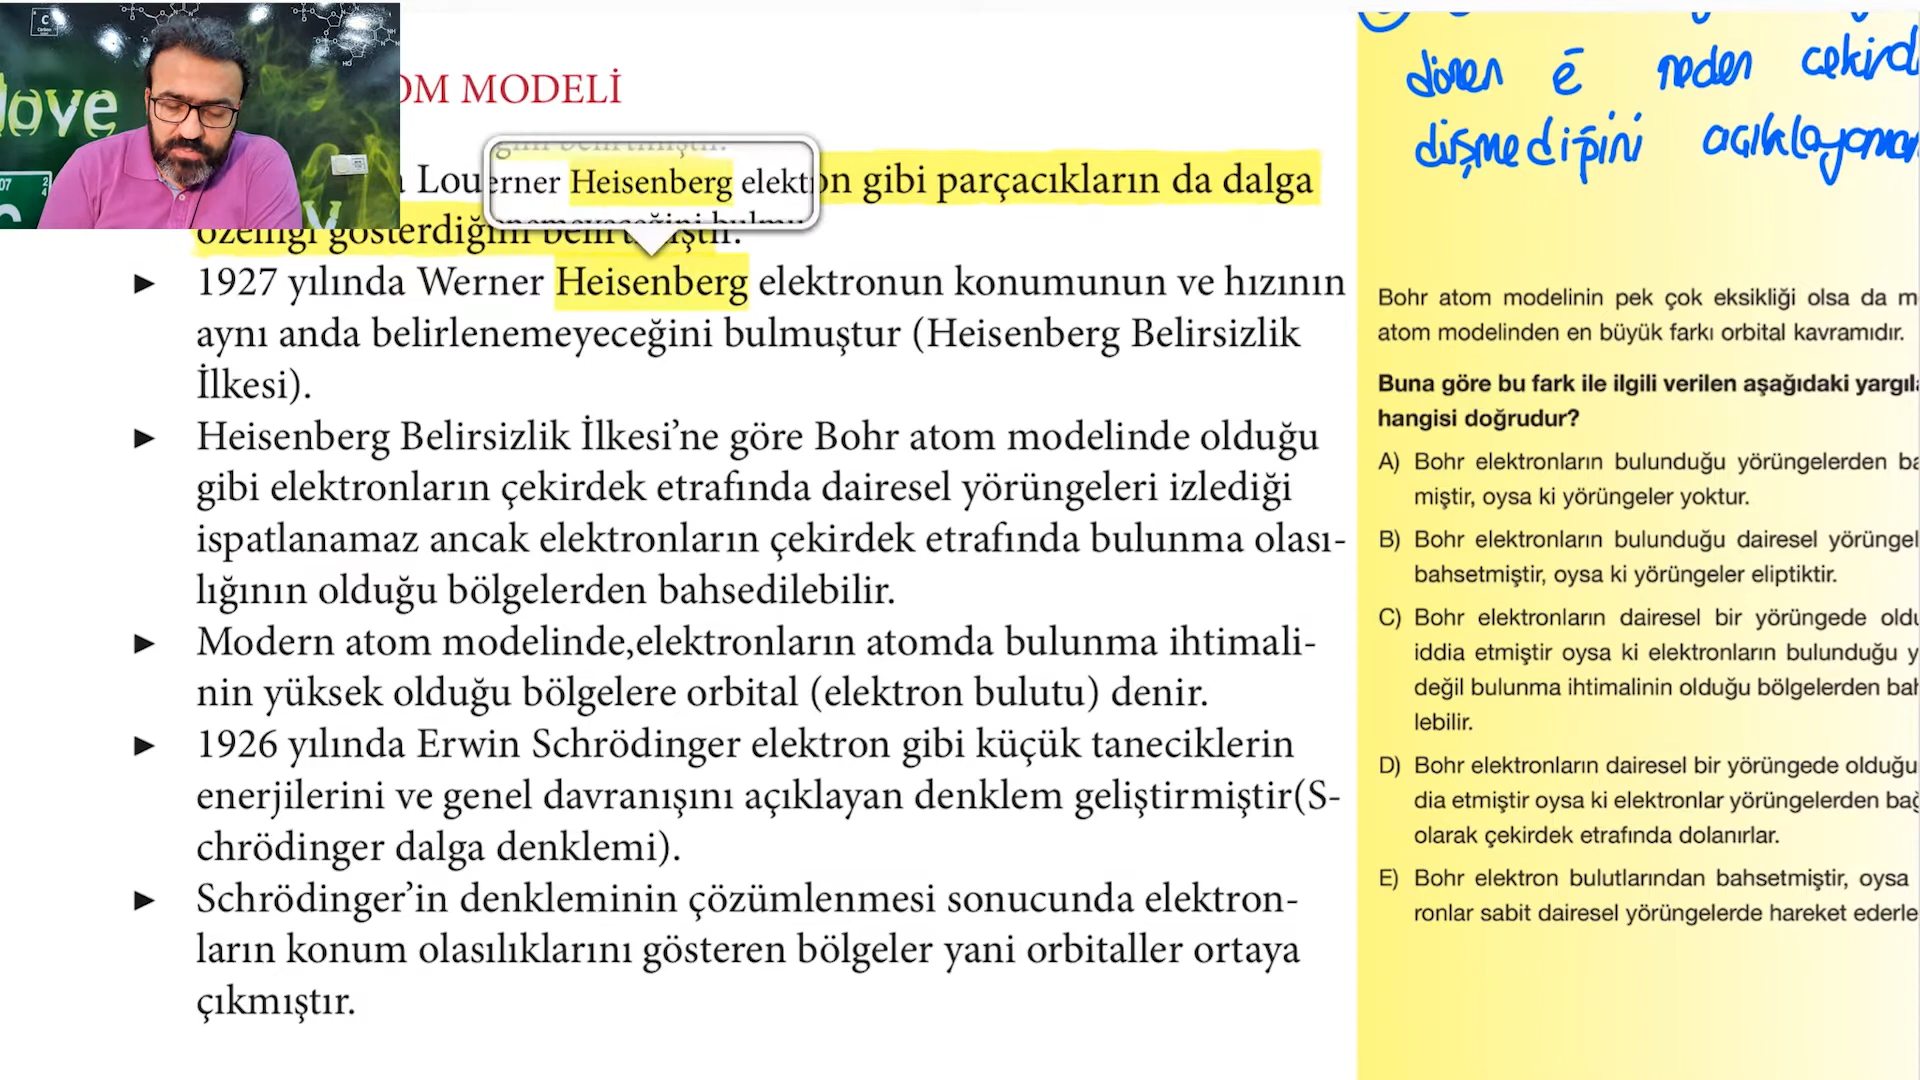 C
love
07
2
4
OM MODELİ
Lou
erner Heisenberg elektr
on gibi parçacıkların da dalga
özelliği gösterdiğini belirtmiştir.
► 1927 yılında Werner Heisenberg elektronun konumunun ve hızının
aynı anda belirlenemeyeceğini bulmuştur (Heisenberg Belirsizlik
İlkesi).
► Heisenberg Belirsizlik İlkesi’ne göre Bohr atom modelinde olduğu
gibi elektronların çekirdek etrafında dairesel yörüngeleri izlediği
ispatlanamaz ancak elektronların çekirdek etrafında bulunma olası-
lığının olduğu bölgelerden bahsedilebilir.
► Modern atom modelinde,elektronların atomda bulunma ihtimali-
nin yüksek olduğu bölgelere orbital (elektron bulutu) denir.
► 1926 yılında Erwin Schrödinger elektron gibi küçük taneciklerin
enerjilerini ve genel davranışını açıklayan denklem geliştirmiştir(S-
chrödinger dalga denklemi).
► Schrödinger’in denkleminin çözümlenmesi sonucunda elektron-
ların konum olasılıklarını gösteren bölgeler yani orbitaller ortaya
çıkmıştır.
dönen ē neden çekird
düşmediğini açıklayama
Bohr atom modelinin pek çok eksikliği olsa da m
atom modelinden en büyük farkı orbital kavramıdır.
Buna göre bu fark ile ilgili verilen aşağıdaki yargıla
hangisi doğrudur?
A) Bohr elektronların bulunduğu yörüngelerden ba
miştir, oysa ki yörüngeler yoktur.
B) Bohr elektronların bulunduğu dairesel yörüngel
bahsetmiştir, oysa ki yörüngeler eliptiktir.
C) Bohr elektronların dairesel bir yörüngede oldu
iddia etmiştir oysa ki elektronların bulunduğu y
değil bulunma ihtimalinin olduğu bölgelerden bah
lebilir.
D) Bohr elektronların dairesel bir yörüngede olduğu
dia etmiştir oysa ki elektronlar yörüngelerden bağ
olarak çekirdek etrafında dolanırlar.
E) Bohr elektron bulutlarından bahsetmiştir, oysa
ronlar sabit dairesel yörüngelerde hareket ederle